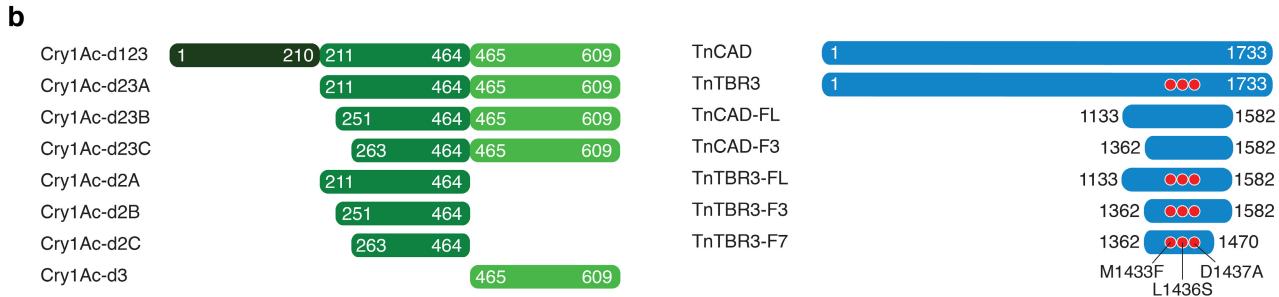 b
Cry1Ac-d123 1 210 211 464 465 609
Cry1Ac-d23A 211 464 465 609
Cry1Ac-d23B 251 464 465 609
Cry1Ac-d23C 263 464 465 609
Cry1Ac-d2A 211 464
Cry1Ac-d2B 251 464
Cry1Ac-d2C 263 464
Cry1Ac-d3 465 609
TnCAD 1 1733
TnTBR3 1 1733
TnCAD-FL 1133 1582
TnCAD-F3 1362 1582
TnTBR3-FL 1133 1582
TnTBR3-F3 1362 1582
TnTBR3-F7 1362 1470
M1433F D1437A
L1436S